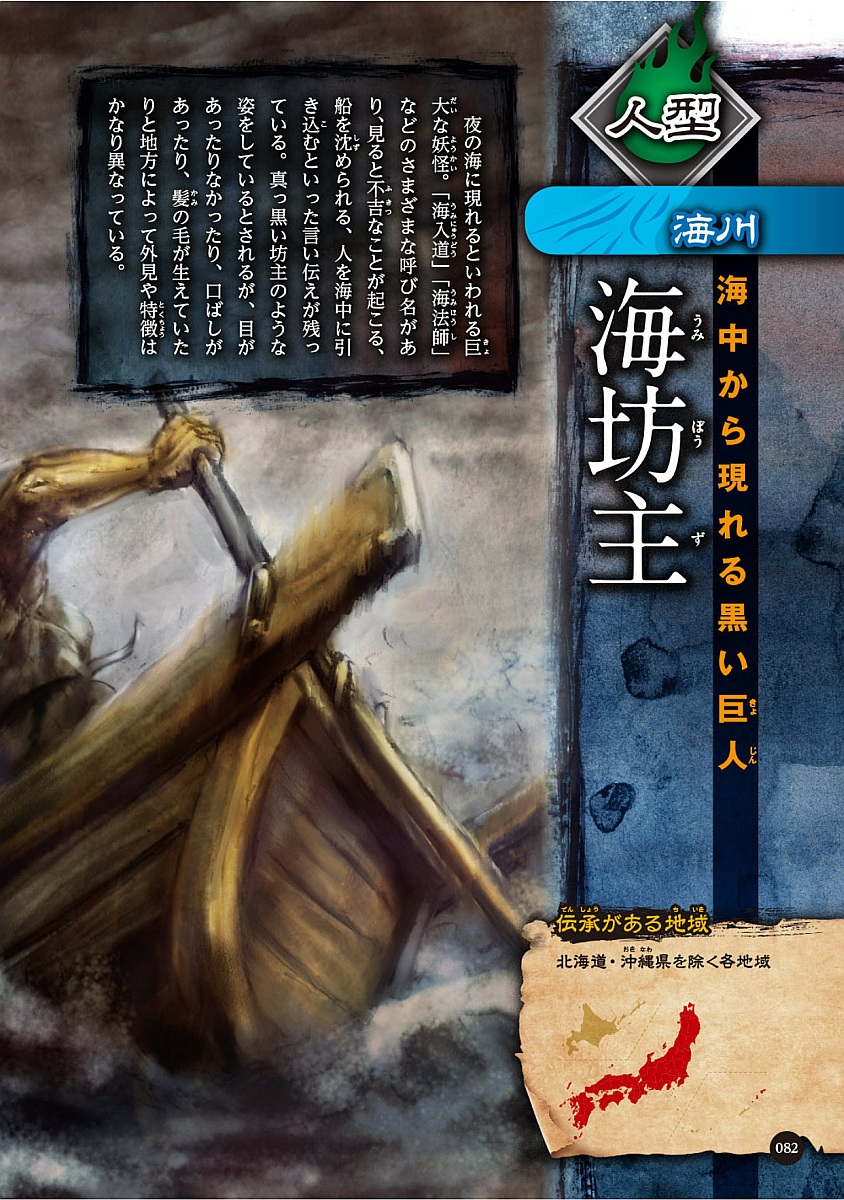 人型
海川
海中から現れる黒い巨人
海坊主
夜の海に現れるといわれる巨
大な妖怪。「海入道」「海法師」
などのさまざまな呼び名があ
り、見ると不吉なことが起こる、
船を沈められる、人を海中に引
き込むといった言い伝えが残っ
ている。真っ黒い坊主のような
姿をしているとされるが、目が
あったりなかったり、口ばしが
あったり、髪の毛が生えていた
りと地方によって外見や特徴は
かなり異なっている。
伝承がある地域
北海道・沖縄県を除く各地域
082